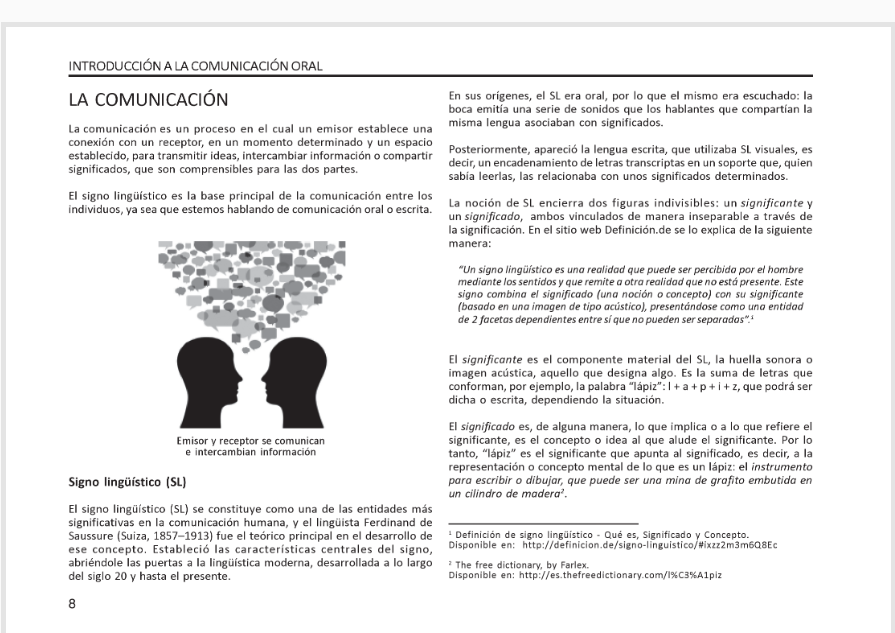 INTRODUCCIÓN A LA COMUNICACIÓN ORAL
LA COMUNICACIÓN
La comunicación es un proceso en el cual un emisor establece una
conexión con un receptor, en un momento determinado y un espacio
establecido, para transmitir ideas, intercambiar información o compartir
significados, que son comprensibles para las dos partes.
El signo lingüístico es la base principal de la comunicación entre los
individuos, ya sea que estemos hablando de comunicación oral o escrita.
Emisor y receptor se comunican
e intercambian información
Signo lingüístico (SL)
El signo lingüístico (SL) se constituye como una de las entidades más
significativas en la comunicación humana, y el lingüista Ferdinand de
Saussure (Suiza, 1857–1913) fue el teórico principal en el desarrollo de
ese concepto. Estableció las características centrales del signo,
abriéndole las puertas a la lingüística moderna, desarrollada a lo largo
del siglo 20 y hasta el presente.
8
En sus orígenes, el SL era oral, por lo que el mismo era escuchado: la
boca emitía una serie de sonidos que los hablantes que compartían la
misma lengua asociaban con significados.
Posteriormente, apareció la lengua escrita, que utilizaba SL visuales, es
decir, un encadenamiento de letras transcriptas en un soporte que, quien
sabía leerlas, las relacionaba con unos significados determinados.
La noción de SL encierra dos figuras indivisibles: un significante y
un significado, ambos vinculados de manera inseparable a través de
la significación. En el sitio web Definición.de se lo explica de la siguiente
manera:
"Un signo lingüístico es una realidad que puede ser percibida por el hombre
mediante los sentidos y que remite a otra realidad que no está presente. Este
signo combina el significado (una noción o concepto) con su significante
(basado en una imagen de tipo acústico), presentándose como una entidad
de 2 facetas dependientes entre sí que no pueden ser separadas".¹
El significante es el componente material del SL, la huella sonora o
imagen acústica, aquello que designa algo. Es la suma de letras que
conforman, por ejemplo, la palabra "lápiz": l + a + p + i + z, que podrá ser
dicha o escrita, dependiendo la situación.
El significado es, de alguna manera, lo que implica o a lo que refiere el
significante, es el concepto o idea al que alude el significante. Por lo
tanto, "lápiz" es el significante que apunta al significado, es decir, a la
representación o concepto mental de lo que es un lápiz: el instrumento
para escribir o dibujar, que puede ser una mina de grafito embutida en
un cilindro de madera².
¹ Definición de signo lingüístico - Qué es, Significado y Concepto.
Disponible en: http://definicion.de/signo-linguistico/#ixzz2m3m6Q8Ec
² The free dictionary, by Farlex.
Disponible en: http://es.thefreedictionary.com/l%C3%A1piz